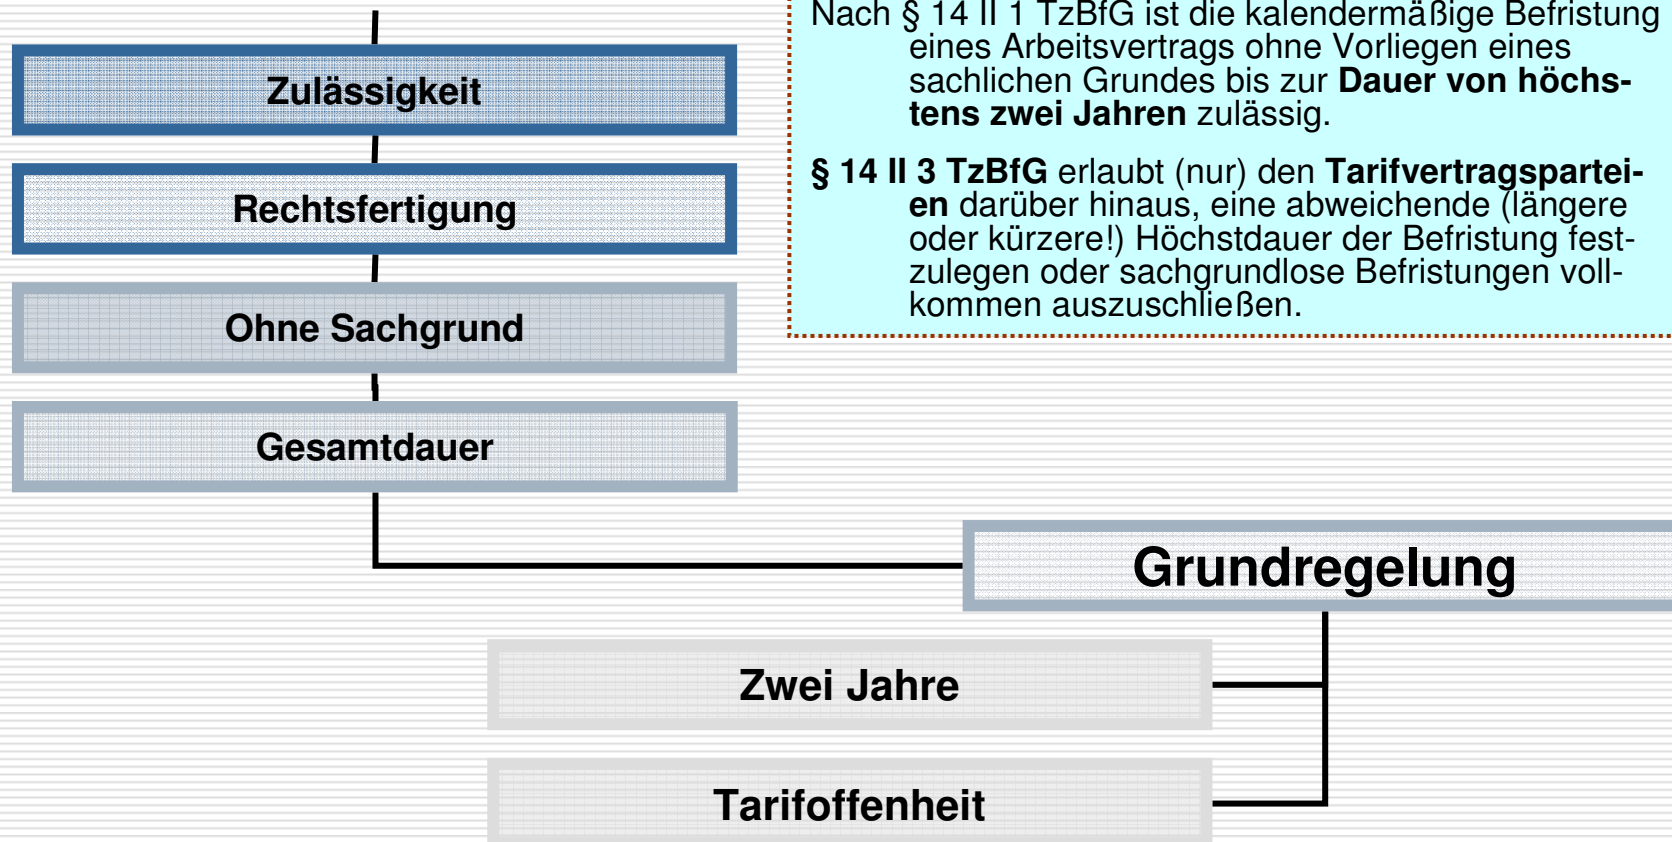 Nach § 14 II 1 TzBfG ist die kalendermäßige Befristung
eines Arbeitsvertrags ohne Vorliegen eines
sachlichen Grundes bis zur Dauer von höchs-
tens zwei Jahren zulässig.
§ 14 II 3 TzBfG erlaubt (nur) den Tarifvertragspartei-
en darüber hinaus, eine abweichende (längere
oder kürzere!) Höchstdauer der Befristung fest-
zulegen oder sachgrundlose Befristungen voll-
kommen auszuschließen.
Zulässigkeit
Rechtsfertigung
Ohne Sachgrund
Gesamtdauer
Grundregelung
Zwei Jahre
Tarifoffenheit